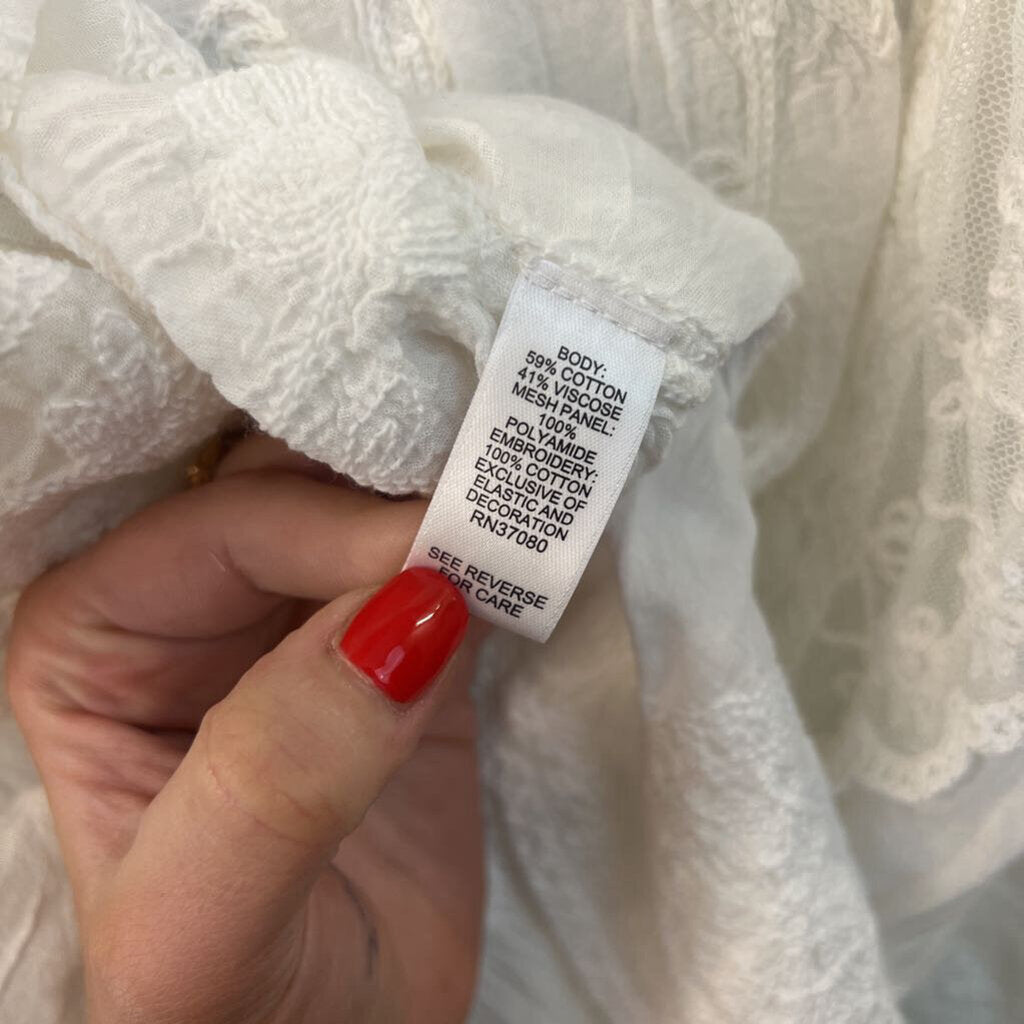 BODY:
59% COTTON
41% VISCOSE
MESH PANEL:
100%
POLYAMIDE
EMBROIDERY:
100% COTTON
EXCLUSIVE OF
ELASTIC AND
DECORATION
RN37080
SEE REVERSE
FOR CARE